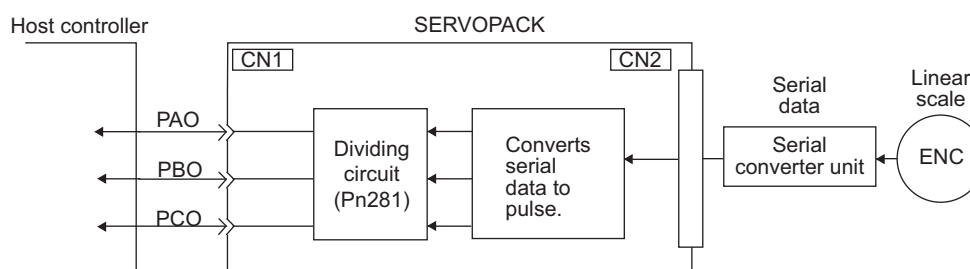 Host controller
SERVOPACK
CN1
CN2
Linear
scale
Serial
data
PAO
PBO
PCO
Dividing
circuit
(Pn281)
Converts
serial
data to
pulse.
Serial
converter unit
ENC